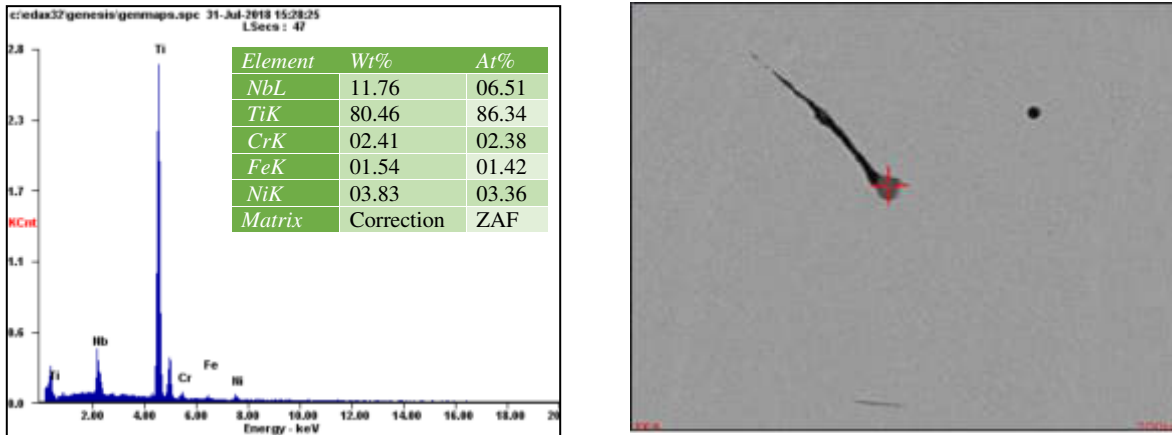 c:\edax32\genesis\genmaps.spc 31-Jul-2018 15:28:25
LSecs : 47
2.8
2.3
1.7
KCnt
1.1
0.6
0.0
Ti
Ti
Nb
Cr
Fe
Ni
2.00 4.00 6.00 8.00 10.00 12.00 14.00 16.00 18.00 20
Energy - keV
Element Wt% At%
NbL 11.76 06.51
TiK 80.46 86.34
CrK 02.41 02.38
FeK 01.54 01.42
NiK 03.83 03.36
Matrix Correction ZAF